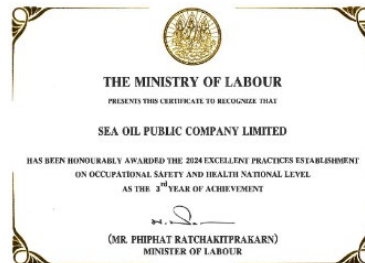 THE MINISTRY OF LABOUR
PRESENTS THIS CERTIFICATE TO RECOGNIZE THAT
SEA OIL PUBLIC COMPANY LIMITED
HAS BEEN HONOURABLY AWARDED THE 2024 EXCELLENT PRACTICES ESTABLISHMENT
ON OCCUPATIONAL SAFETY AND HEALTH NATIONAL LEVEL
AS THE 3rd YEAR OF ACHIEVEMENT
(MR. PHIPHAT RATCHAKITPRAKARN)
MINISTER OF LABOUR